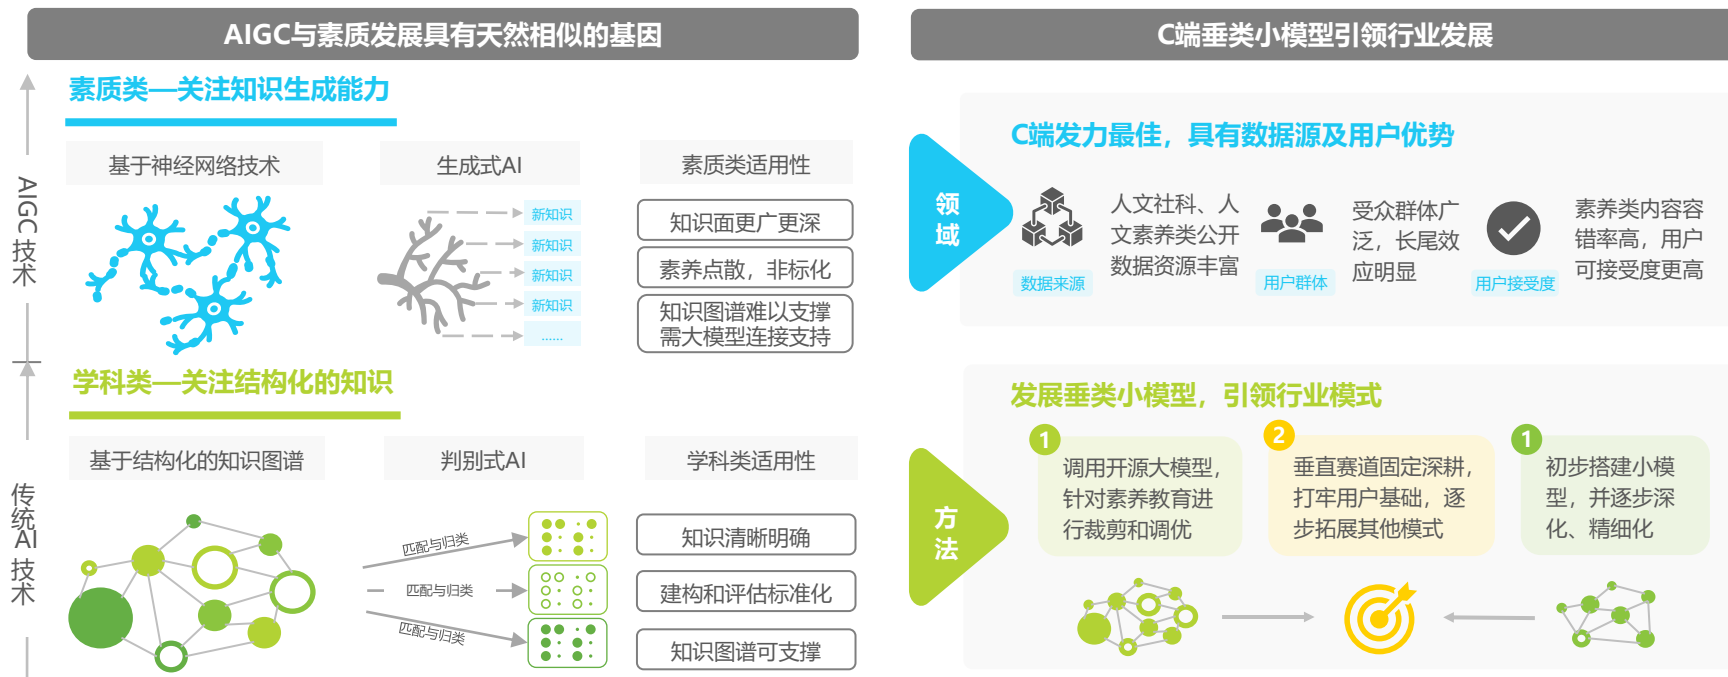 AIGC与素质发展具有天然相似的基因
素质类—关注知识生成能力
AIGC技术
基于神经网络技术
生成式AI
新知识
新知识
新知识
新知识
......
素质类适用性
知识面更广更深
素养点散，非标化
知识图谱难以支撑
需大模型连接支持
学科类—关注结构化的知识
传统AI技术
基于结构化的知识图谱
判别式AI
匹配与归类
匹配与归类
匹配与归类
学科类适用性
知识清晰明确
建构和评估标准化
知识图谱可支撑
C端垂类小模型引领行业发展
领域
C端发力最佳，具有数据源及用户优势
数据来源
人文社科、人
文素养类公开
数据资源丰富
用户群体
受众群体广
泛，长尾效
应明显
用户接受度
素养类内容容
错率高，用户
可接受度更高
方法
发展垂类小模型，引领行业模式
1
调用开源大模型，
针对素养教育进
行裁剪和调优
2
垂直赛道固定深耕，
打牢用户基础，逐
步拓展其他模式
1
初步搭建小模
型，并逐步深
化、精细化